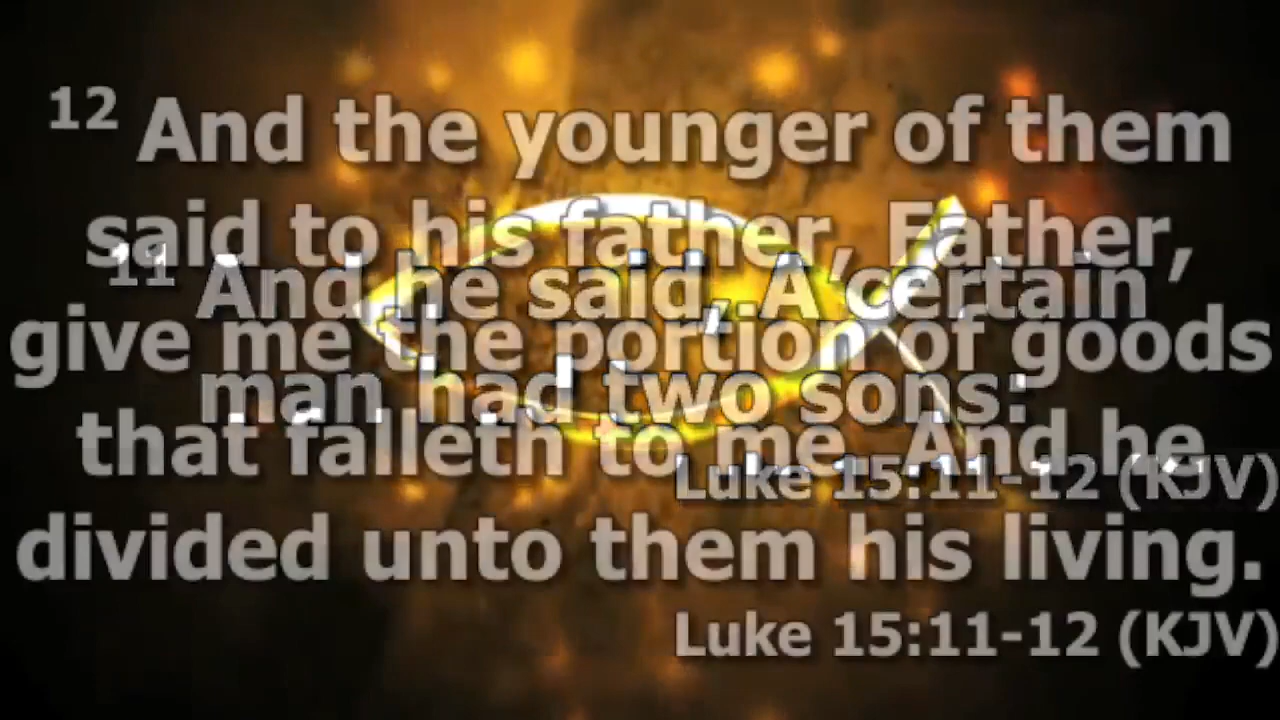 11 And he said, A certain
man had two sons:
Luke 15:11-12 (KJV)
12 And the younger of them
said to his father, Father,
give me the portion of goods
that falleth to me. And he
divided unto them his living.
Luke 15:11-12 (KJV)